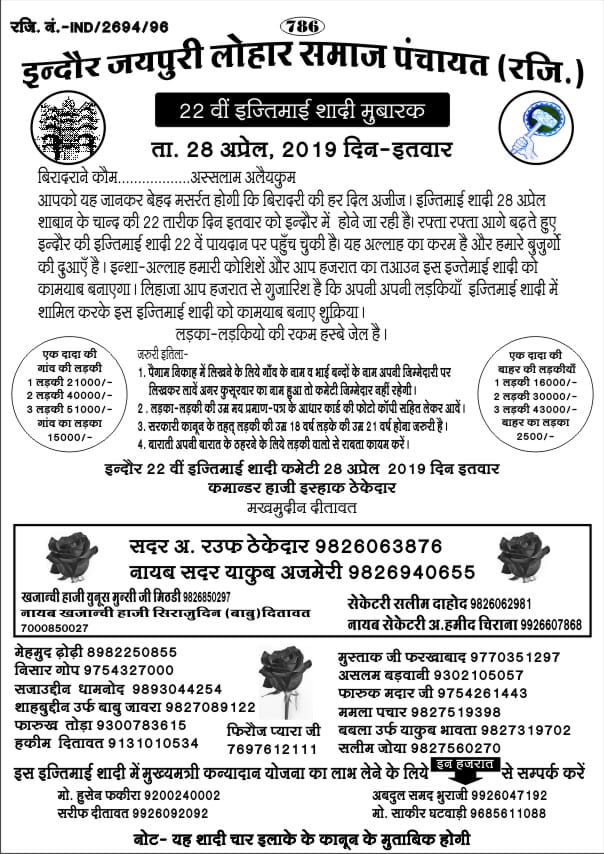 रजि. नं.-IND/2694/96
786
इन्दौर जयपुरी लोहार समाज पंचायत (रजि.)
22 वीं इज्तिमाई शादी मुबारक
ता. 28 अप्रेल, 2019 दिन-इतवार
बिरादराने कौम..................अस्सलाम अलैयकुम
आपको यह जानकर बेहद मसर्रत होगी कि बिरादरी की हर दिल अजीज । इज्तिमाई शादी 28 अप्रेल
शाबान के चान्द की 22 तारीक दिन इतवार को इन्दौर में होने जा रही है। रफ्ता रफ्ता आगे बढ़ते हुए
इन्दौर की इज्तिमाई शादी 22 वें पायदान पर पहुँच चुकी है। यह अल्लाह का करम है और हमारे बुजुर्गो
की दुआएँ है । इन्शा-अल्लाह हमारी कोशिशें और आप हजरात का तआउन इस इज्तेमाई शादी को
कामयाब बनाएगा । लिहाजा आप हजरात से गुजारिश है कि अपनी अपनी लड़कियाँ इज्तिमाई शादी में
शामिल करके इस इज्तिमाई शादी को कामयाब बनाए शुक्रिया ।
लड़का-लड़कियो की रकम हस्बे जेल है ।
एक दादा की
गांव की लड़की
1 लड़की 21000/-
2 लड़की 40000/-
3 लड़की 51000/-
गांव का लड़का
15000/-
जरुरी इतिला-
1. पैगाम निकाह में लिखने के लिये गाँव के नाम व भाई बन्दों के नाम अपनी जिम्मेदारी पर
लिखकर लावें अगर कुसूरवार का नाम हुआ तो कमेटी जिम्मेदार नहीं रहेगी ।
2 . लड़का-लड़की की उम्र मय प्रमाण-पत्र के आधार कार्ड की फोटो कॉपी सहित लेकर आवें ।
3. सरकारी कानून के तहत् लड़की की उम्र 18 वर्ष लड़के की उम्र 21 वर्ष होना जरुरी है ।
4. बाराती अपनी बारात के ठहरवने के लिये लड़की वालो से राबता कायम करें ।
एक दादा की
बाहर की लड़कीयाँ
1 लड़की 16000/-
2 लड़की 30000/-
3 लड़की 43000/-
बाहर का लड़का
2500/-
इन्दौर 22 वीं इज्तिमाई शादी कमेटी 28 अप्रेल 2019 दिन इतवार
कमान्डर हाजी इस्हाक ठेकेदार
मखमुदीन दीतावत
सदर अ. रउफ ठेकेदार 9826063876
नायब सदर याकुब अजमेरी 9826940655
खजान्ची हाजी युनूस मुन्सी जी मिठडी 9826850297
नायब खजान्ची हाजी सिराजुदिन (बाबु)दितावत
7000850027
सेकेटरी सलीम दाहोद 9826062981
नायब सेकेटरी अ.हमीद चिराना 9926607868
मेहमुद ढ़ोढ़ी 8982250855
निसार गोप 9754327000
सजाउद्दीन धामनोद 9893044254
शाहबुद्दीन उर्फ बाबु जावरा 9827089122
फारुख तोड़ा 9300783615
हकीम दितावत 9131010534
फिरौज प्यारा जी
7697612111
मुस्ताक जी फरखाबाद 9770351297
असलम बड़वानी 9302105057
फारुक मदार जी 9754261443
ममला पचार 9827519398
बबला उर्फ याकुब भावता 9827319702
सलीम जोया 9827560270
इस इज्तिमाई शादी में मुख्यमंत्री कन्यादान योजना का लाभ लेने के लिये इन हजरात से सम्पर्क करें
मो. हुसेन फकीरा 9200240002
सरीफ दीतावत 9926092092
अबदुल समद भुराजी 9926047192
मो. साकीर घटवाड़ी 9685611088
नोट- यह शादी चार इलाके के कानून के मुताबिक होगी